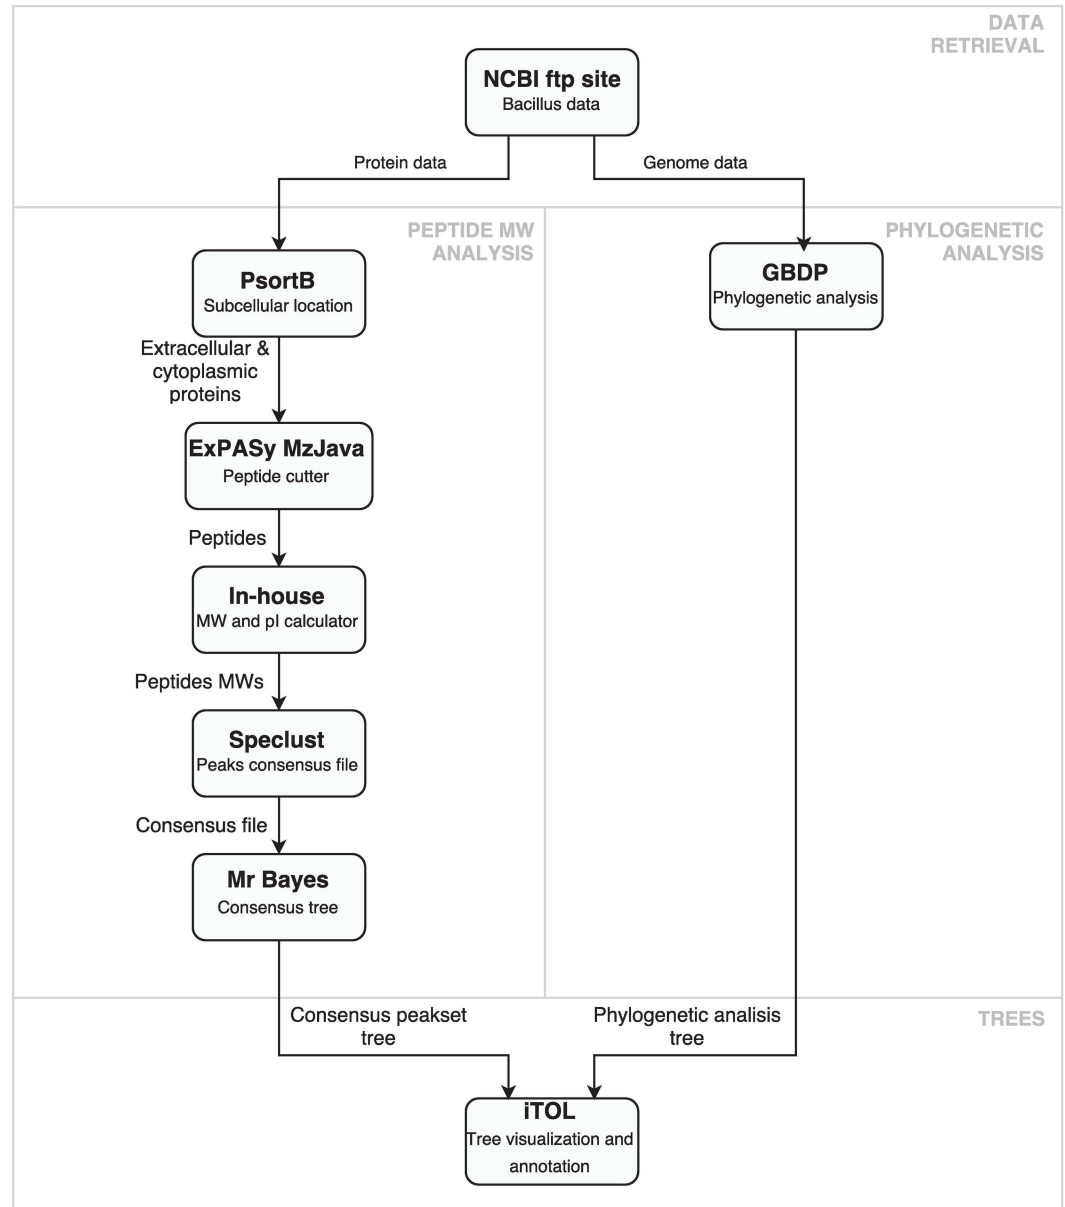 DATA
RETRIEVAL
NCBI ftp site
Bacillus data
Protein data
Genome data
PEPTIDE MW
ANALYSIS
PHYLOGENETIC
ANALYSIS
PsortB
Subcellular location
GBDP
Phylogenetic analysis
Extracellular &
cytoplasmic
proteins
ExPASy MzJava
Peptide cutter
Peptides
In-house
MW and pI calculator
Peptides MWs
Speclust
Peaks consensus file
Consensus file
Mr Bayes
Consensus tree
Consensus peakset
tree
Phylogenetic analisis
tree
TREES
iTOL
Tree visualization and
annotation